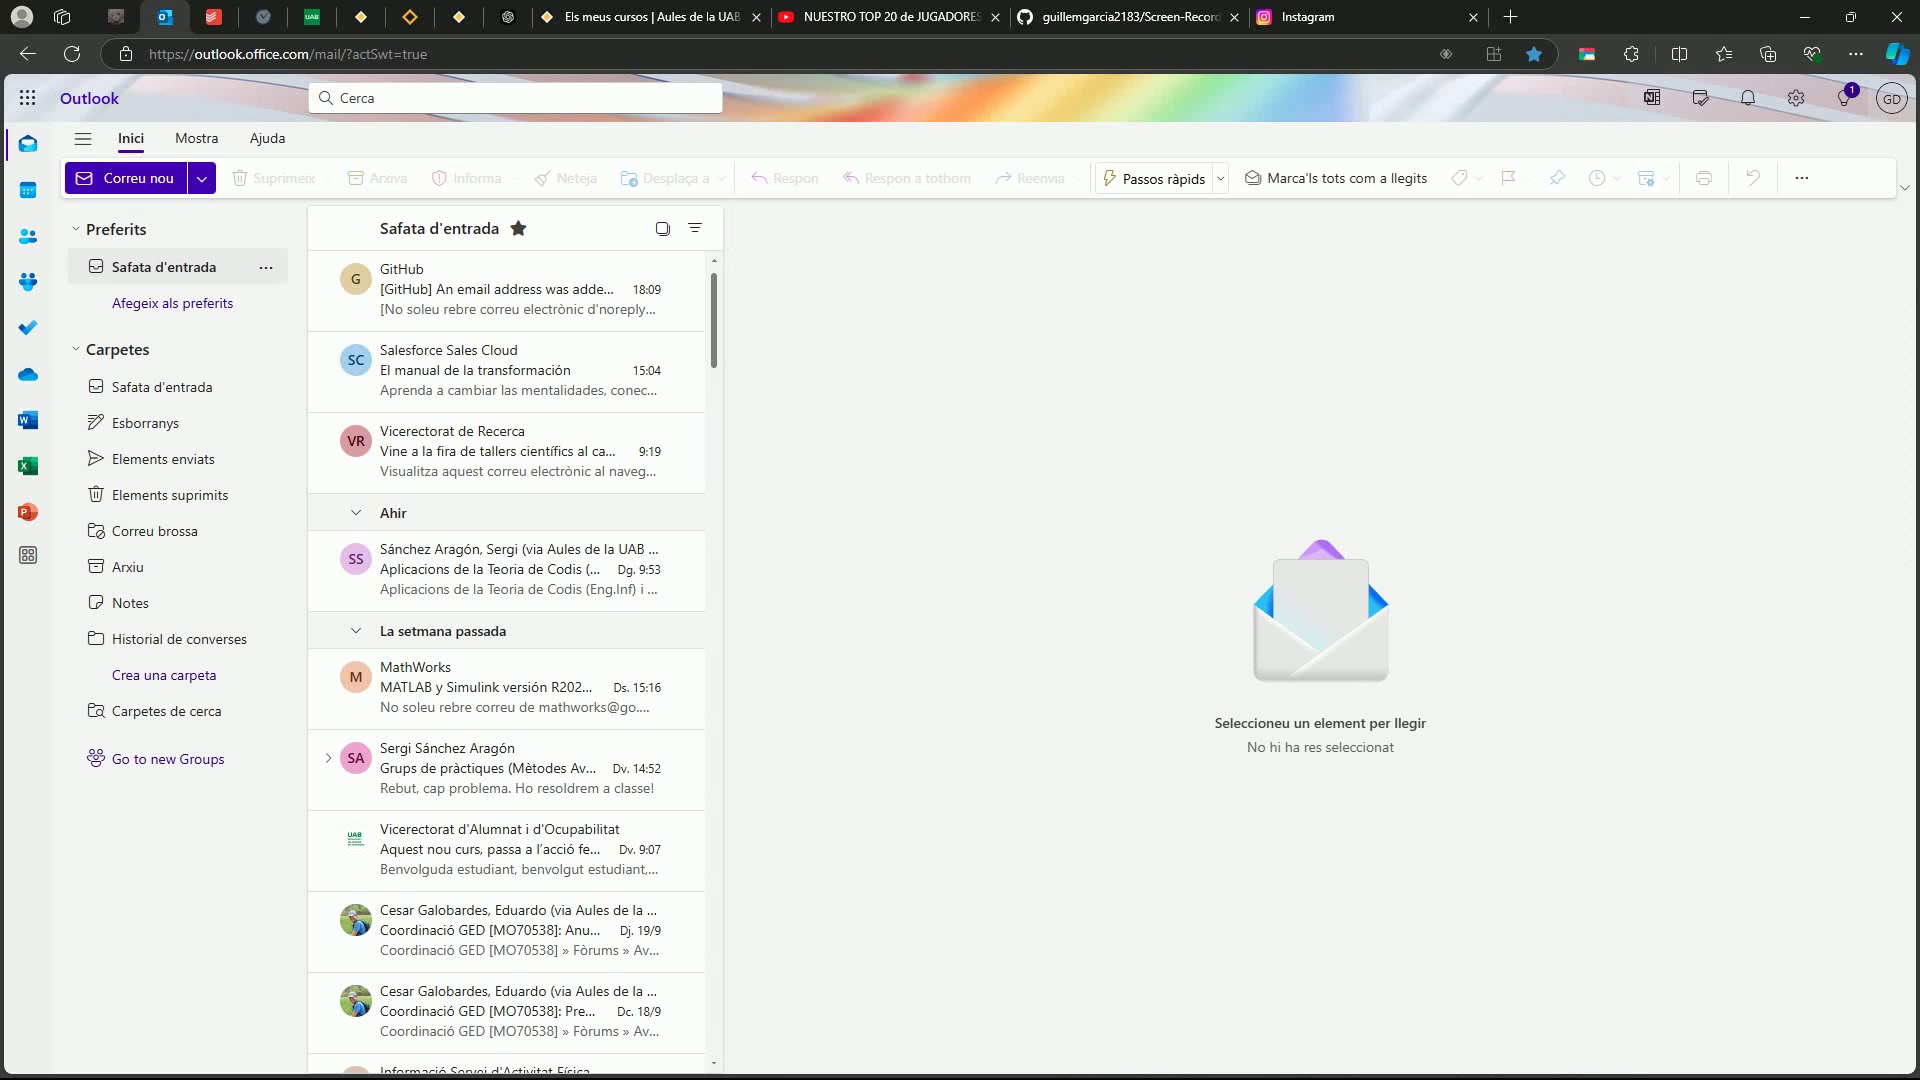 Els meus cursos | Aules de la UAB
NUESTRO TOP 20 de JUGADORES
guillemgarcia2183/Screen-Record
Instagram
https://outlook.office.com/mail/?actSwt=true
Outlook
Cerca
1
GD
Inici
Mostra
Ajuda
Correu nou
Suprimeix
Arxiva
Informa
Neteja
Desplaça a
Respon
Respon a tothom
Reenvia
Passos ràpids
Marca'ls tots com a llegits
Preferits
Safata d'entrada
Afegeix als preferits
Carpetes
Safata d'entrada
Esborranys
Elements enviats
Elements suprimits
Correu brossa
Arxiu
Notes
Historial de converses
Crea una carpeta
Carpetes de cerca
Go to new Groups
Safata d'entrada
G
GitHub
[GitHub] An email address was adde... 18:09
[No soleu rebre correu electrònic d'noreply...
SC
Salesforce Sales Cloud
El manual de la transformación 15:04
Aprenda a cambiar las mentalidades, conec...
VR
Vicerectorat de Recerca
Vine a la fira de tallers científics al ca... 9:19
Visualitza aquest correu electrònic al naveg...
Ahir
SS
Sánchez Aragón, Sergi (via Aules de la UAB ...
Aplicacions de la Teoria de Codis (... Dg. 9:53
Aplicacions de la Teoria de Codis (Eng.Inf) i ...
La setmana passada
M
MathWorks
MATLAB y Simulink versión R202... Ds. 15:16
No soleu rebre correu de mathworks@go....
SA
Sergi Sánchez Aragón
Grups de pràctiques (Mètodes Av... Dv. 14:52
Rebut, cap problema. Ho resoldrem a classe!
UAB
Vicerectorat d'Alumnat i d'Ocupabilitat
Aquest nou curs, passa a l'acció fe... Dv. 9:07
Benvolguda estudiant, benvolgut estudiant,...
Cesar Galobardes, Eduardo (via Aules de la ...
Coordinació GED [MO70538]: Anu... Dj. 19/9
Coordinació GED [MO70538] » Fòrums » Av...
Cesar Galobardes, Eduardo (via Aules de la ...
Coordinació GED [MO70538]: Pre... Dc. 18/9
Coordinació GED [MO70538] » Fòrums » Av...
Informació Servei d'Activitat Física
Seleccioneu un element per llegir
No hi ha res seleccionat